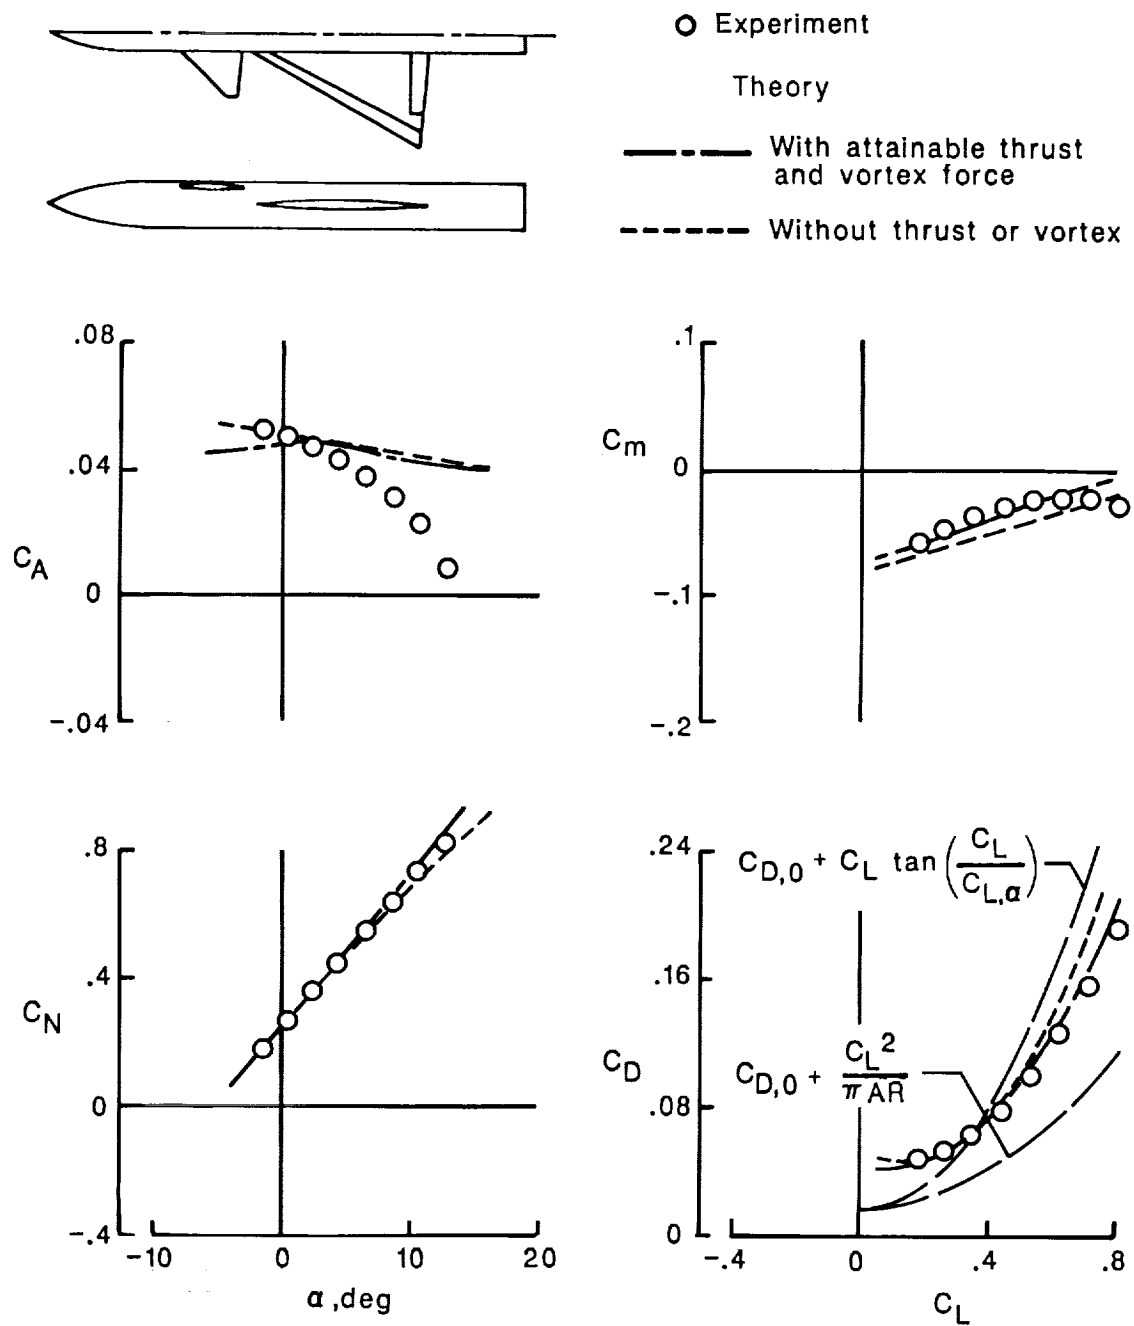 Experiment
Theory
With attainable thrust
and vortex force
Without thrust or vortex
.08
.04
C_A
0
-.04
.1
C_m
0
-.1
-.2
.8
.4
C_N
0
-.4
-10 0 10 20
α,deg
.24
C_D,0 + C_L tan(C_L/C_L,α)
.16
C_D
C_D,0 + C_L²/πAR
.08
0
-.4 0 .4 .8
C_L